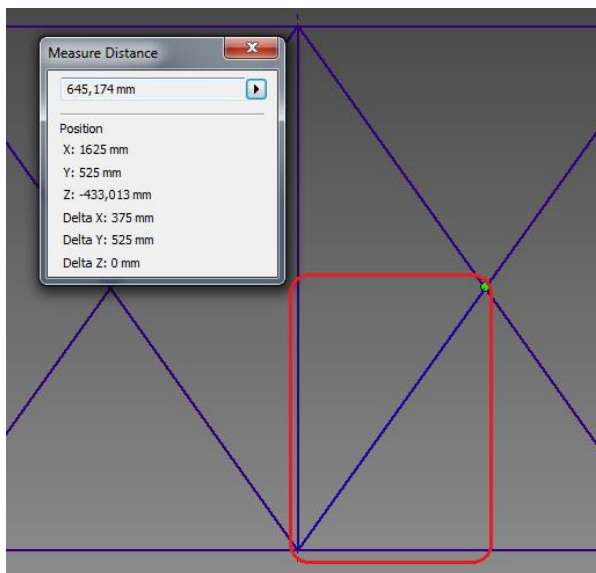 Measure Distance
645,174 mm
Position
X: 1625 mm
Y: 525 mm
Z: -433,013 mm
Delta X: 375 mm
Delta Y: 525 mm
Delta Z: 0 mm